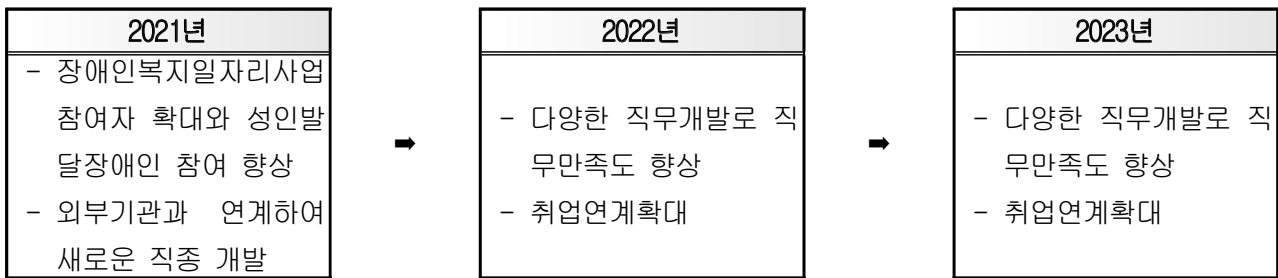 2021년
- 장애인복지일자리사업
참여자 확대와 성인발
달장애인 참여 향상
- 외부기관과 연계하여
새로운 직종 개발
➡
2022년
- 다양한 직무개발로 직
무만족도 향상
- 취업연계확대
➡
2023년
- 다양한 직무개발로 직
무만족도 향상
- 취업연계확대